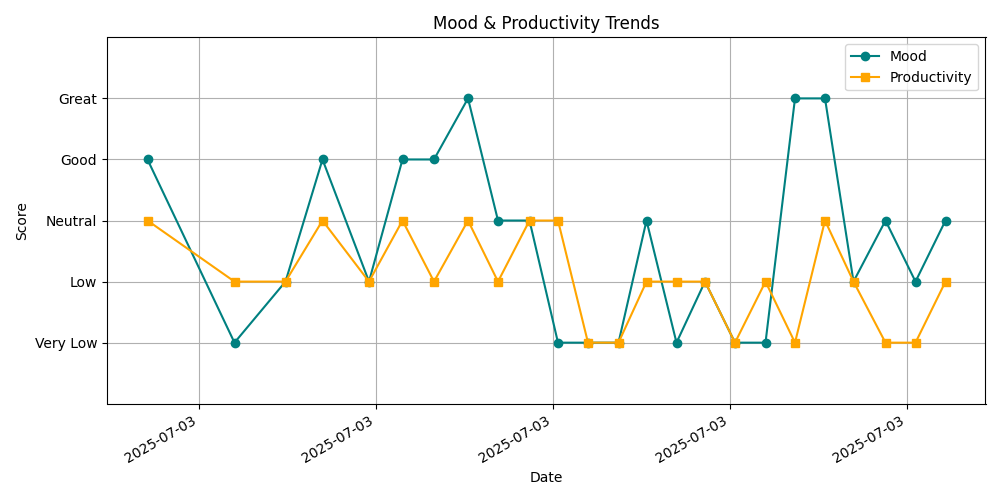 Mood & Productivity Trends
Mood
Productivity
Great
Good
Neutral
Low
Very Low
Score
2025-07-03
2025-07-03
2025-07-03
2025-07-03
2025-07-03
Date